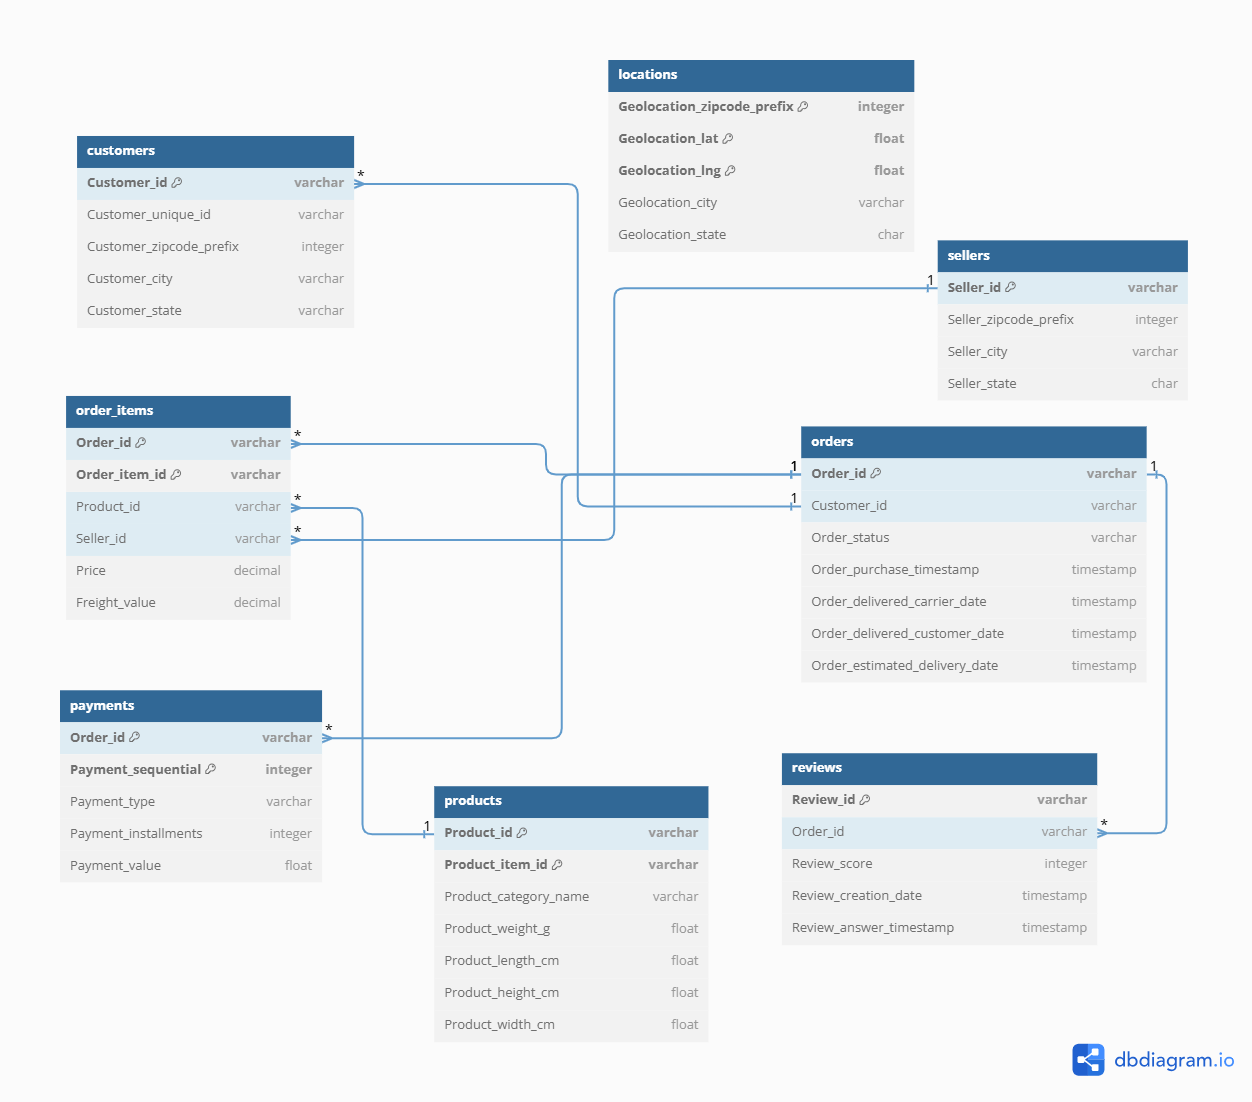 locations
Geolocation_zipcode_prefix integer
Geolocation_lat float
Geolocation_lng float
Geolocation_city varchar
Geolocation_state char
customers
Customer_id varchar *
Customer_unique_id varchar
Customer_zipcode_prefix integer
Customer_city varchar
Customer_state varchar
sellers
1 Seller_id varchar
Seller_zipcode_prefix integer
Seller_city varchar
Seller_state char
order_items
Order_id varchar *
Order_item_id varchar
Product_id varchar *
Seller_id varchar *
Price decimal
Freight_value decimal
orders
1 Order_id varchar 1
1 Customer_id varchar
Order_status varchar
Order_purchase_timestamp timestamp
Order_delivered_carrier_date timestamp
Order_delivered_customer_date timestamp
Order_estimated_delivery_date timestamp
payments
Order_id varchar *
Payment_sequential integer
Payment_type varchar
Payment_installments integer
Payment_value float
products
1 Product_id varchar
Product_item_id varchar
Product_category_name varchar
Product_weight_g float
Product_length_cm float
Product_height_cm float
Product_width_cm float
reviews
Review_id varchar
Order_id varchar *
Review_score integer
Review_creation_date timestamp
Review_answer_timestamp timestamp
dbdiagram.io